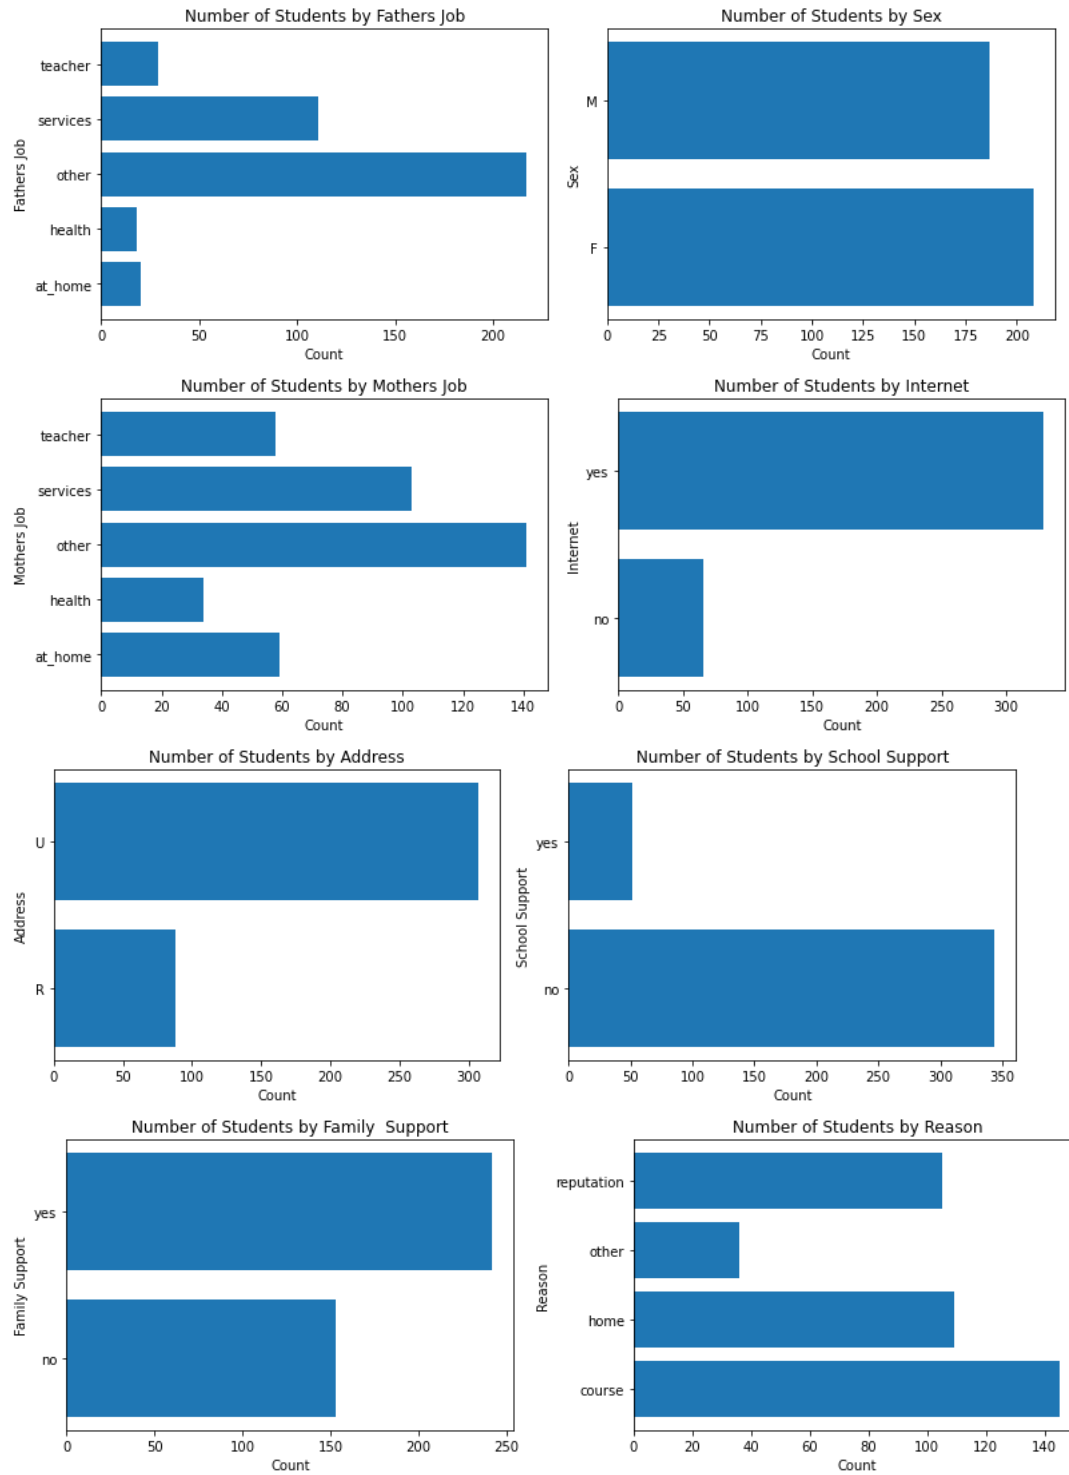 Number of Students by Fathers Job
Fathers Job
teacher
services
other
health
at_home
0 50 100 150 200
Count
Number of Students by Sex
Sex
M
F
0 25 50 75 100 125 150 175 200
Count
Number of Students by Mothers Job
Mothers Job
teacher
services
other
health
at_home
0 20 40 60 80 100 120 140
Count
Number of Students by Internet
Internet
yes
no
0 50 100 150 200 250 300
Count
Number of Students by Address
Address
U
R
0 50 100 150 200 250 300
Count
Number of Students by School Support
School Support
yes
no
0 50 100 150 200 250 300 350
Count
Number of Students by Family  Support
Family Support
yes
no
0 50 100 150 200 250
Count
Number of Students by Reason
Reason
reputation
other
home
course
0 20 40 60 80 100 120 140
Count